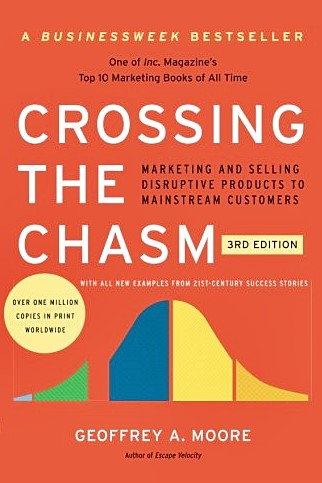 A BUSINESSWEEK BESTSELLER
One of Inc. Magazine's
Top 10 Marketing Books of All Time
CROSSING
THE
CHASM
MARKETING AND SELLING
DISRUPTIVE PRODUCTS TO
MAINSTREAM CUSTOMERS
3RD EDITION
WITH ALL NEW EXAMPLES FROM 21ST-CENTURY SUCCESS STORIES
OVER ONE MILLION
COPIES IN PRINT
WORLDWIDE
GEOFFREY A. MOORE
Author of Escape Velocity